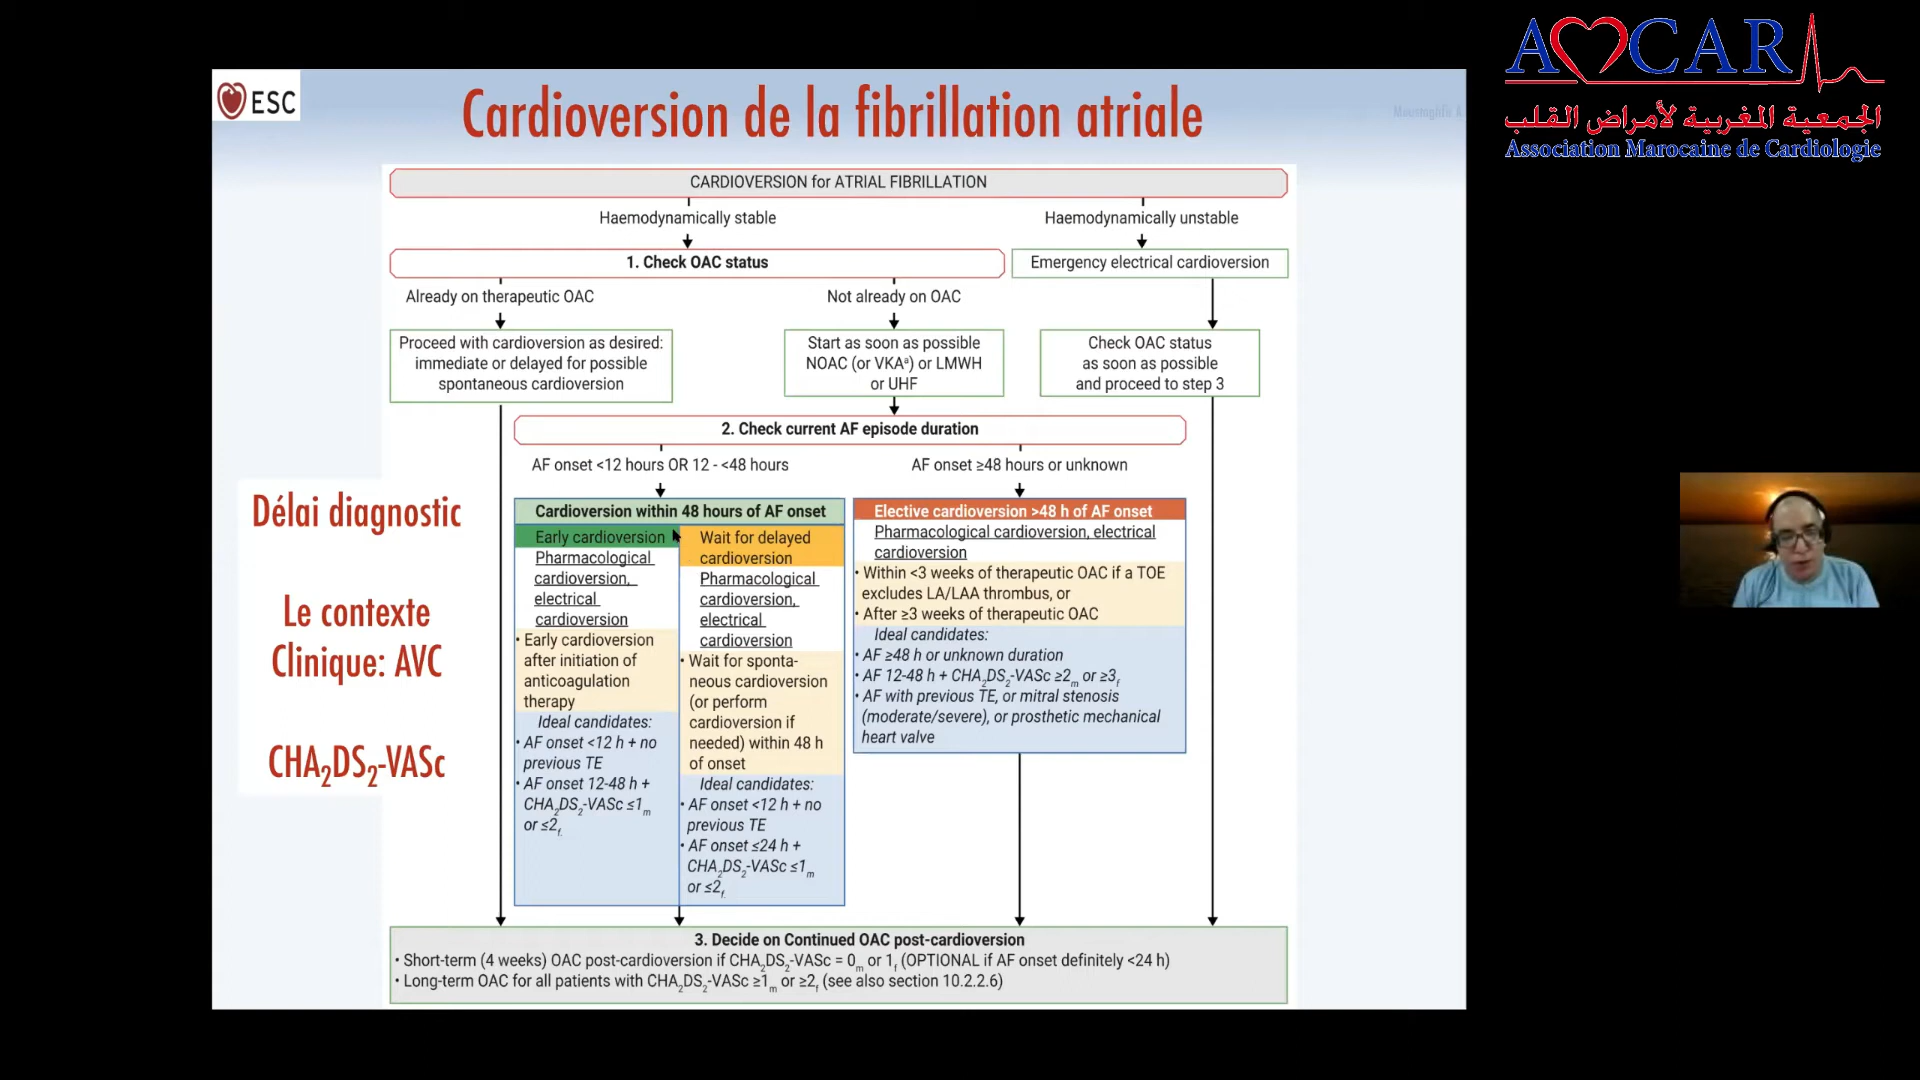 ESC
Cardioversion de la fibrillation atriale
Moustaghfir A
AMCAR
الجمعية المغربية لأمراض القلب
Association Marocaine de Cardiologie
CARDIOVERSION for ATRIAL FIBRILLATION
Haemodynamically stable
Haemodynamically unstable
1. Check OAC status
Emergency electrical cardioversion
Already on therapeutic OAC
Not already on OAC
Proceed with cardioversion as desired:
immediate or delayed for possible
spontaneous cardioversion
Start as soon as possible
NOAC (or VKAª) or LMWH
or UHF
Check OAC status
as soon as possible
and proceed to step 3
2. Check current AF episode duration
AF onset <12 hours OR 12 - <48 hours
AF onset ≥48 hours or unknown
Délai diagnostic
Le contexte
Clinique: AVC
CHA₂DS₂-VASc
Cardioversion within 48 hours of AF onset
Early cardioversion
Pharmacological
cardioversion,
electrical
cardioversion
• Early cardioversion
after initiation of
anticoagulation
therapy
Ideal candidates:
• AF onset <12 h + no
previous TE
• AF onset 12-48 h +
CHA₂DS₂-VASc ≤1m
or ≤2f.
Wait for delayed
cardioversion
Pharmacological
cardioversion,
electrical
cardioversion
• Wait for sponta-
neous cardioversion
(or perform
cardioversion if
needed) within 48 h
of onset
Ideal candidates:
• AF onset <12 h + no
previous TE
• AF onset ≤24 h +
CHA₂DS₂-VASc ≤1m
or ≤2f.
Elective cardioversion >48 h of AF onset
Pharmacological cardioversion, electrical
cardioversion
• Within <3 weeks of therapeutic OAC if a TOE
excludes LA/LAA thrombus, or
• After ≥3 weeks of therapeutic OAC
Ideal candidates:
• AF ≥48 h or unknown duration
• AF 12-48 h + CHA₂DS₂-VASc ≥2m or ≥3f
• AF with previous TE, or mitral stenosis
(moderate/severe), or prosthetic mechanical
heart valve
3. Decide on Continued OAC post-cardioversion
• Short-term (4 weeks) OAC post-cardioversion if CHA₂DS₂-VASc = 0m or 1f (OPTIONAL if AF onset definitely <24 h)
• Long-term OAC for all patients with CHA₂DS₂-VASc ≥1m or ≥2f (see also section 10.2.2.6)